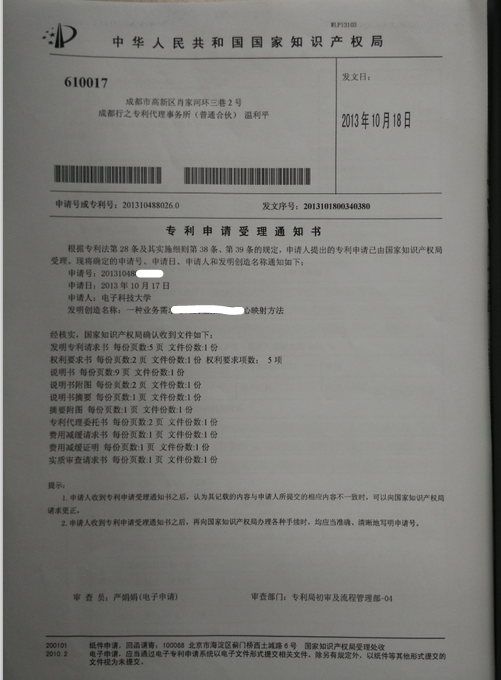 WLP13103
中华人民共和国国家知识产权局
610017
发文日：
成都市高新区肖家河环三巷2号
成都行之专利代理事务所（普通合伙） 温利平
2013年10月18日
申请号或专利号：201310488026.0
发文序号：2013101800340380
专利申请受理通知书
根据专利法第28条及其实施细则第38条、第39条的规定，申请人提出的专利申请已由国家知识产权局
受理。现将确定的申请号、申请日、申请人和发明创造名称通知如下：
申请号：20131048
申请日：2013年10月17日
申请人：电子科技大学
发明创造名称：一种业务需 心映射方法
经核实，国家知识产权局确认收到文件如下：
发明专利请求书 每份页数:5页 文件份数:1份
权利要求书 每份页数:2页 文件份数:1份 权利要求项数： 5项
说明书 每份页数:9页 文件份数:1份
说明书附图 每份页数:2页 文件份数:1份
说明书摘要 每份页数:1页 文件份数:1份
摘要附图 每份页数:1页 文件份数:1份
专利代理委托书 每份页数:2页 文件份数:1份
费用减缓请求书 每份页数:1页 文件份数:1份
费用减缓证明 每份页数:1页 文件份数:1份
实质审查请求书 每份页数:1页 文件份数:1份
提示：
1.申请人收到专利申请受理通知书之后，认为其记载的内容与申请人所提交的相应内容不一致时，可以向国家知识产权局
请求更正。
2.申请人收到专利申请受理通知书之后，再向国家知识产权局办理各种手续时，均应当准确、清晰地写明申请号。
审 查 员：严娟娟(电子申请)
审查部门：专利局初审及流程管理部-04
200101 纸件申请，回函请寄：100088 北京市海淀区蓟门桥西土城路6号 国家知识产权局受理处收
2010.2 电子申请，应当通过电子专利申请系统以电子文件形式提交相关文件。除另有规定外，以纸件等其他形式提交的
文件视为未提交。